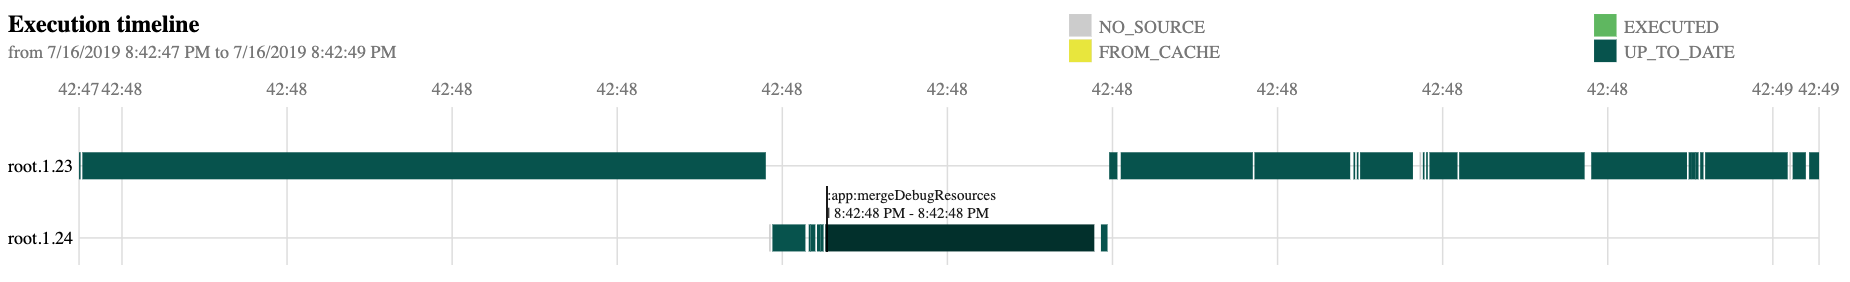 Execution timeline
from 7/16/2019 8:42:47 PM to 7/16/2019 8:42:49 PM
NO_SOURCE
FROM_CACHE
EXECUTED
UP_TO_DATE
42:47 42:48 42:48 42:48 42:48 42:48 42:48 42:48 42:48 42:48 42:48 42:49 42:49
root.1.23
:app:mergeDebugResources
8:42:48 PM - 8:42:48 PM
root.1.24